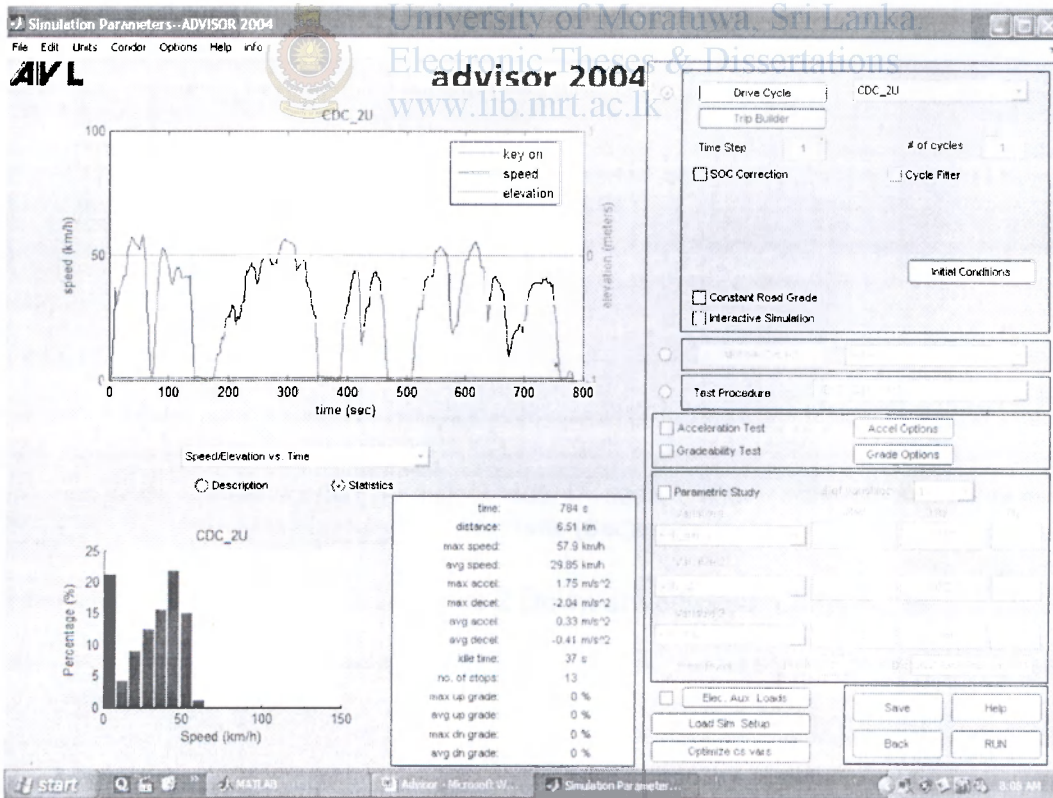 University of Moratuwa, Sri Lanka.
Electronic Theses & Dissertations
www.lib.mrt.ac.lk
Simulation Parameters--ADVISOR 2004
File Edit Units Condor Options Help info
AVL
advisor 2004
CDC_2U
100
50
0
speed (km/h)
key on
speed
elevation
1
0
-1
elevation (meters)
0 100 200 300 400 500 600 700 800
time (sec)
Speed/Elevation vs. Time
Description
Statistics
CDC_2U
25
20
15
10
5
0
Percentage (%)
0 50 100 150
Speed (km/h)
time: 784 s
distance: 6.51 km
max speed: 57.9 km/h
avg speed: 29.85 km/h
max accel: 1.75 m/s^2
max decel: -2.04 m/s^2
avg accel: 0.33 m/s^2
avg decel: -0.41 m/s^2
idle time: 37 s
no. of stops: 13
max up grade: 0 %
avg up grade: 0 %
max dn grade: 0 %
avg dn grade: 0 %
Drive Cycle
CDC_2U
Trip Builder
Time Step 1
# of cycles 1
SOC Correction
Cycle Filter
Initial Conditions
Constant Road Grade
Interactive Simulation
Test Procedure
Acceleration Test
Accel Options
Gradeability Test
Grade Options
Parametric Study
Elec. Aux Loads
Load Sim. Setup
Optimize cs vars
Save
Help
Back
RUN
start
MATLAB
Advisor - Microsoft W...
Simulation Parameter...
8:08 AM